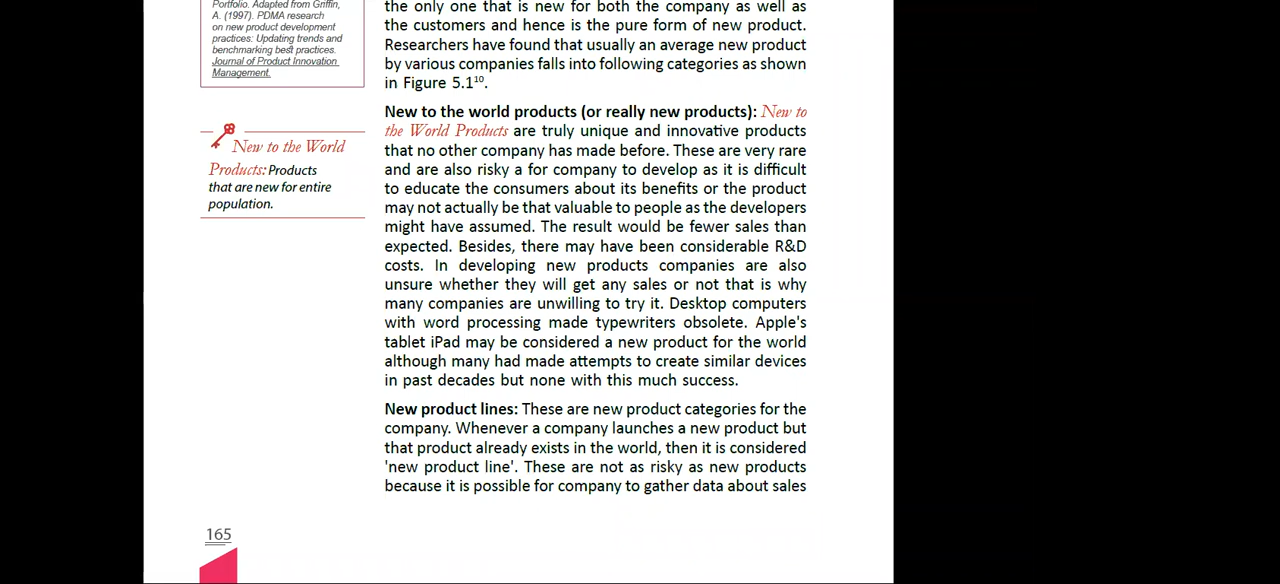 Portfolio. Adapted from Griffin,
A. (1997). PDMA research
on new product development
practices: Updating trends and
benchmarking best practices.
Journal of Product Innovation
Management.
New to the World
Products: Products
that are new for entire
population.
the only one that is new for both the company as well as
the customers and hence is the pure form of new product.
Researchers have found that usually an average new product
by various companies falls into following categories as shown
in Figure 5.1¹⁰.
New to the world products (or really new products): New to
the World Products are truly unique and innovative products
that no other company has made before. These are very rare
and are also risky a for company to develop as it is difficult
to educate the consumers about its benefits or the product
may not actually be that valuable to people as the developers
might have assumed. The result would be fewer sales than
expected. Besides, there may have been considerable R&D
costs. In developing new products companies are also
unsure whether they will get any sales or not that is why
many companies are unwilling to try it. Desktop computers
with word processing made typewriters obsolete. Apple's
tablet iPad may be considered a new product for the world
although many had made attempts to create similar devices
in past decades but none with this much success.
New product lines: These are new product categories for the
company. Whenever a company launches a new product but
that product already exists in the world, then it is considered
'new product line'. These are not as risky as new products
because it is possible for company to gather data about sales
165